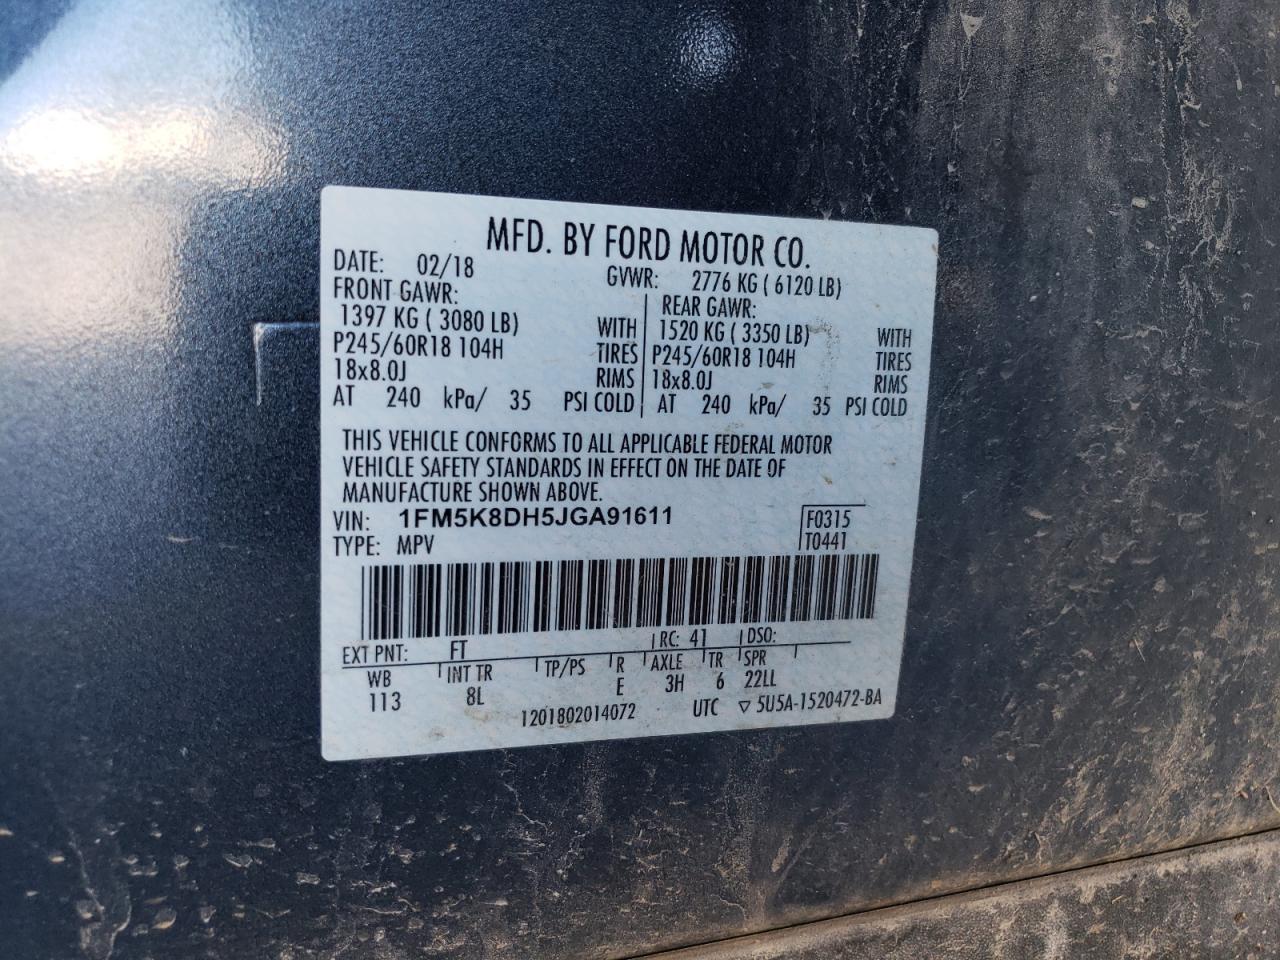 MFD. BY FORD MOTOR CO.
DATE: 02/18 GVWR: 2776 KG ( 6120 LB)
FRONT GAWR: REAR GAWR:
1397 KG ( 3080 LB) WITH 1520 KG ( 3350 LB) WITH
P245/60R18 104H TIRES P245/60R18 104H TIRES
18x8.0J RIMS 18x8.0J RIMS
AT 240 kPa/ 35 PSI COLD AT 240 kPa/ 35 PSI COLD
THIS VEHICLE CONFORMS TO ALL APPLICABLE FEDERAL MOTOR
VEHICLE SAFETY STANDARDS IN EFFECT ON THE DATE OF
MANUFACTURE SHOWN ABOVE.
VIN: 1FM5K8DH5JGA91611 F0315
TYPE: MPV T0441
EXT PNT: FT RC: 41 DSO:
WB INT TR TP/PS R AXLE TR SPR
113 8L E 3H 6 22LL
1201802014072 UTC ▽ 5U5A-1520472-BA